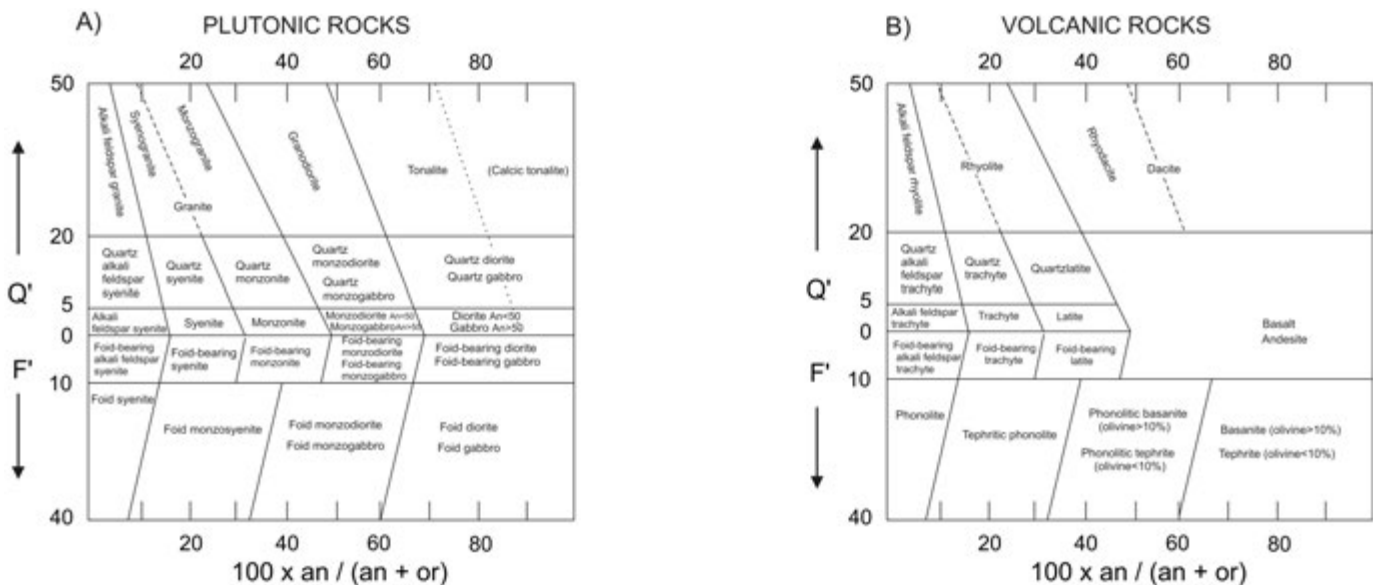 A) PLUTONIC ROCKS
20 40 60 80
50
Alkali feldspar granite
Syenogranite
Monzogranite
Granite
Granodiorite
Tonalite
(Calcic tonalite)
20
Quartz
alkali
feldspar
syenite
Quartz
syenite
Quartz
monzonite
Quartz
monzodiorite
Quartz
monzogabbro
Quartz diorite
Quartz gabbro
Q'
5
Alkali
feldspar syenite
Syenite
Monzonite
Monzodiorite An<50
Monzogabbro An>50
Diorite An<50
Gabbro An>50
0
Foid-bearing
alkali feldspar
syenite
Foid-bearing
syenite
Foid-bearing
monzonite
Foid-bearing
monzodiorite
Foid-bearing
monzogabbro
Foid-bearing diorite
Foid-bearing gabbro
F'
10
Foid syenite
Foid monzosyenite
Foid monzodiorite
Foid monzogabbro
Foid diorite
Foid gabbro
40
20 40 60 80
100 x an / (an + or)
B) VOLCANIC ROCKS
20 40 60 80
50
Alkali feldspar rhyolite
Rhyolite
Rhyodacite
Dacite
20
Quartz
alkali
feldspar
trachyte
Quartz
trachyte
Quartzlatite
Q'
5
Alkali feldspar
trachyte
Trachyte
Latite
0
Basalt
Andesite
Foid-bearing
alkali feldspar
trachyte
Foid-bearing
trachyte
Foid-bearing
latite
F'
10
Phonolite
Tephritic phonolite
Phonolitic basanite
(olivine>10%)
Phonolitic tephrite
(olivine<10%)
Basanite (olivine>10%)
Tephrite (olivine<10%)
40
20 40 60 80
100 x an / (an + or)